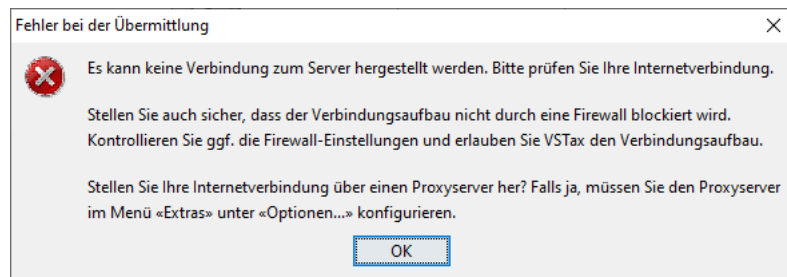 Fehler bei der Übermittlung
Es kann keine Verbindung zum Server hergestellt werden. Bitte prüfen Sie Ihre Internetverbindung.
Stellen Sie auch sicher, dass der Verbindungsaufbau nicht durch eine Firewall blockiert wird.
Kontrollieren Sie ggf. die Firewall-Einstellungen und erlauben Sie VSTax den Verbindungsaufbau.
Stellen Sie Ihre Internetverbindung über einen Proxyserver her? Falls ja, müssen Sie den Proxyserver
im Menü «Extras» unter «Optionen...» konfigurieren.
OK